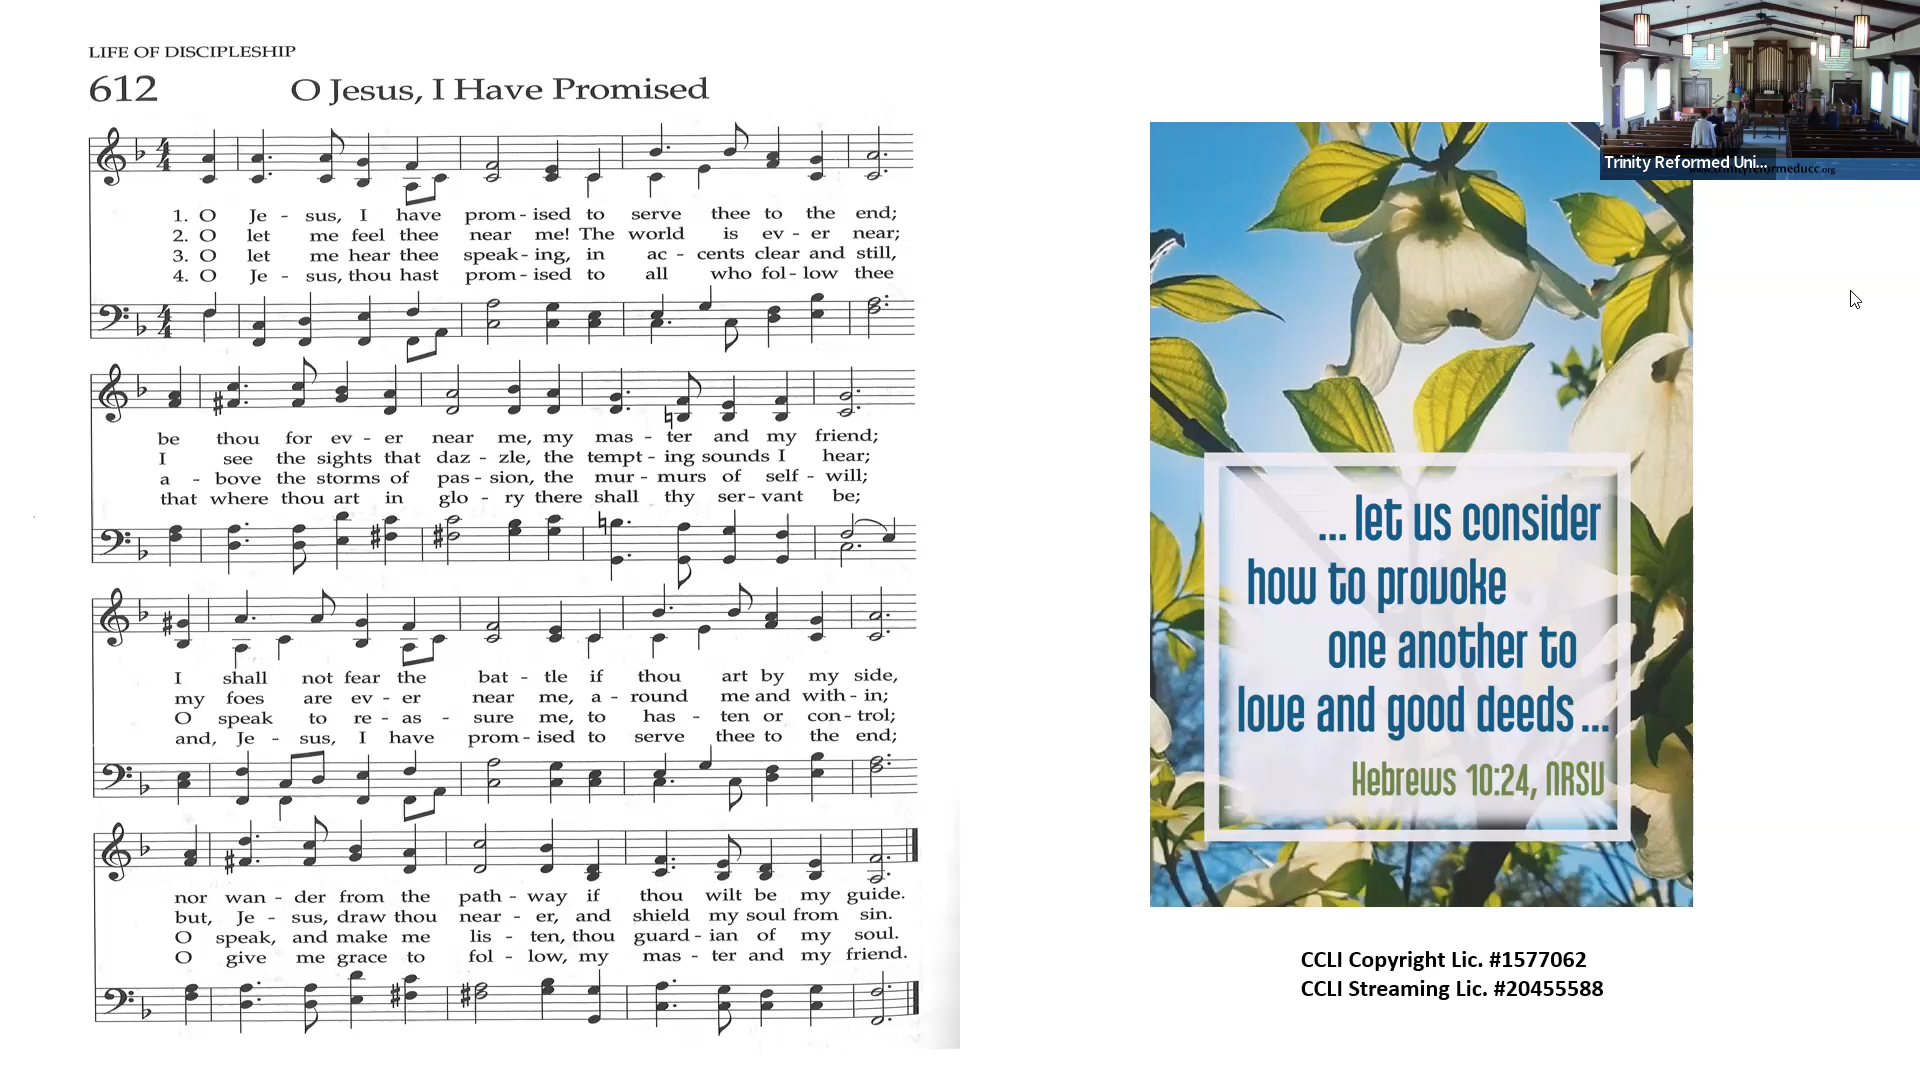 LIFE OF DISCIPLESHIP
612 O Jesus, I Have Promised
1. O Je - sus, I have prom - ised to serve thee to the end;
2. O let me feel thee near me! The world is ev - er near;
3. O let me hear thee speak - ing, in ac - cents clear and still,
4. O Je - sus, thou hast prom - ised to all who fol - low thee
be thou for ev - er near me, my mas - ter and my friend;
I see the sights that daz - zle, the tempt - ing sounds I hear;
a - bove the storms of pas - sion, the mur - murs of self - will;
that where thou art in glo - ry there shall thy ser - vant be;
I shall not fear the bat - tle if thou art by my side,
my foes are ev - er near me, a - round me and with - in;
O speak to re - as - sure me, to has - ten or con - trol;
and, Je - sus, I have prom - ised to serve thee to the end;
nor wan - der from the path - way if thou wilt be my guide.
but, Je - sus, draw thou near - er, and shield my soul from sin.
O speak, and make me lis - ten, thou guard - ian of my soul.
O give me grace to fol - low, my mas - ter and my friend.
... let us consider
how to provoke
one another to
love and good deeds ...
Hebrews 10:24, NRSV
CCLI Copyright Lic. #1577062
CCLI Streaming Lic. #20455588
Trinity Reformed Uni...
www.trinityreformeducc.org